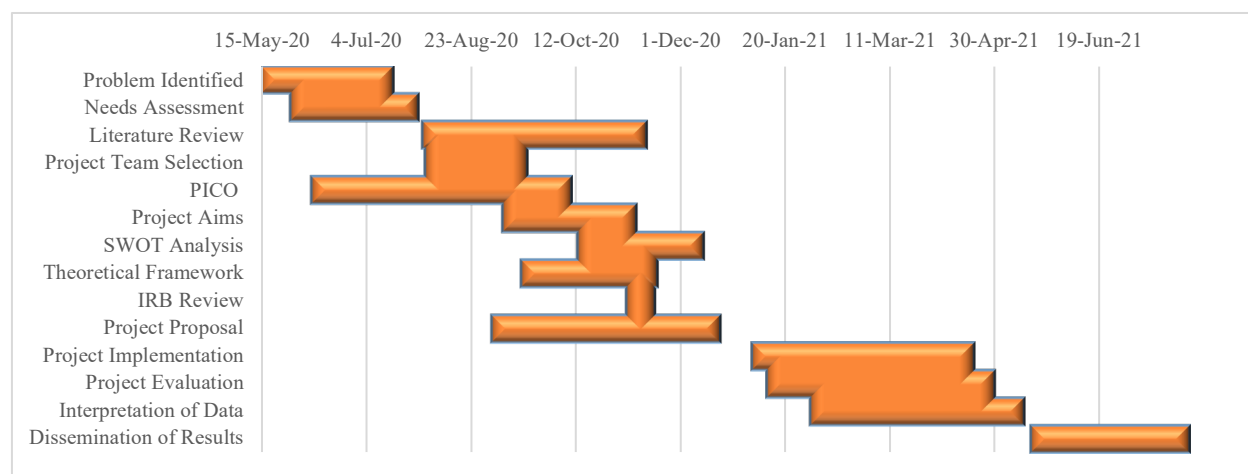 15-May-20 4-Jul-20 23-Aug-20 12-Oct-20 1-Dec-20 20-Jan-21 11-Mar-21 30-Apr-21 19-Jun-21
Problem Identified
Needs Assessment
Literature Review
Project Team Selection
PICO
Project Aims
SWOT Analysis
Theoretical Framework
IRB Review
Project Proposal
Project Implementation
Project Evaluation
Interpretation of Data
Dissemination of Results